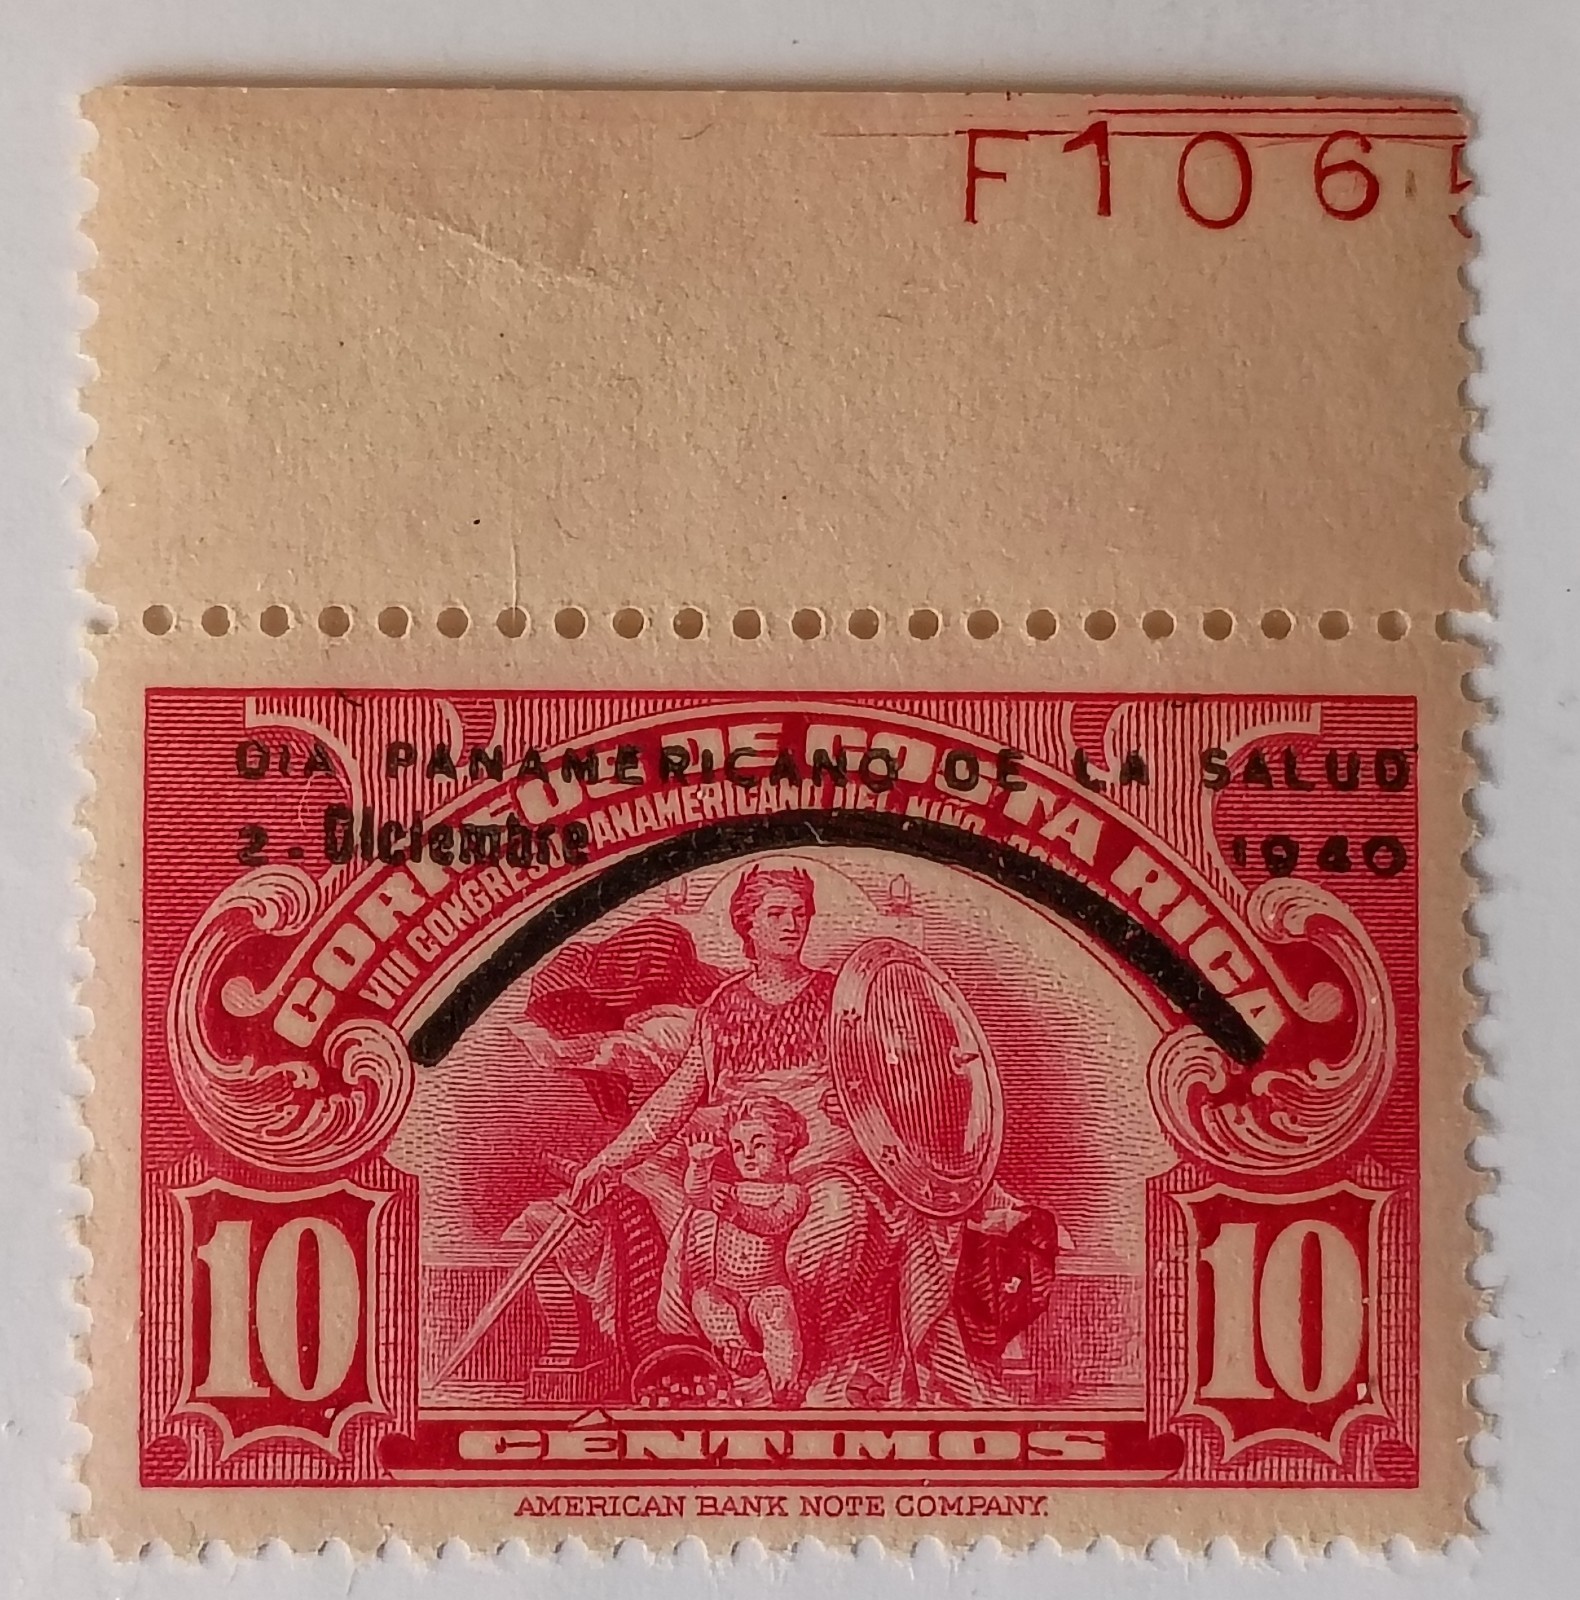 F106
DIA PANAMERICANO DE LA SALUD
2. Diciembre 1940
CORREOS DE COSTA RICA
VIII CONGRESO PANAMERICANO DEL NIÑO
10 10
CÉNTIMOS
AMERICAN BANK NOTE COMPANY.